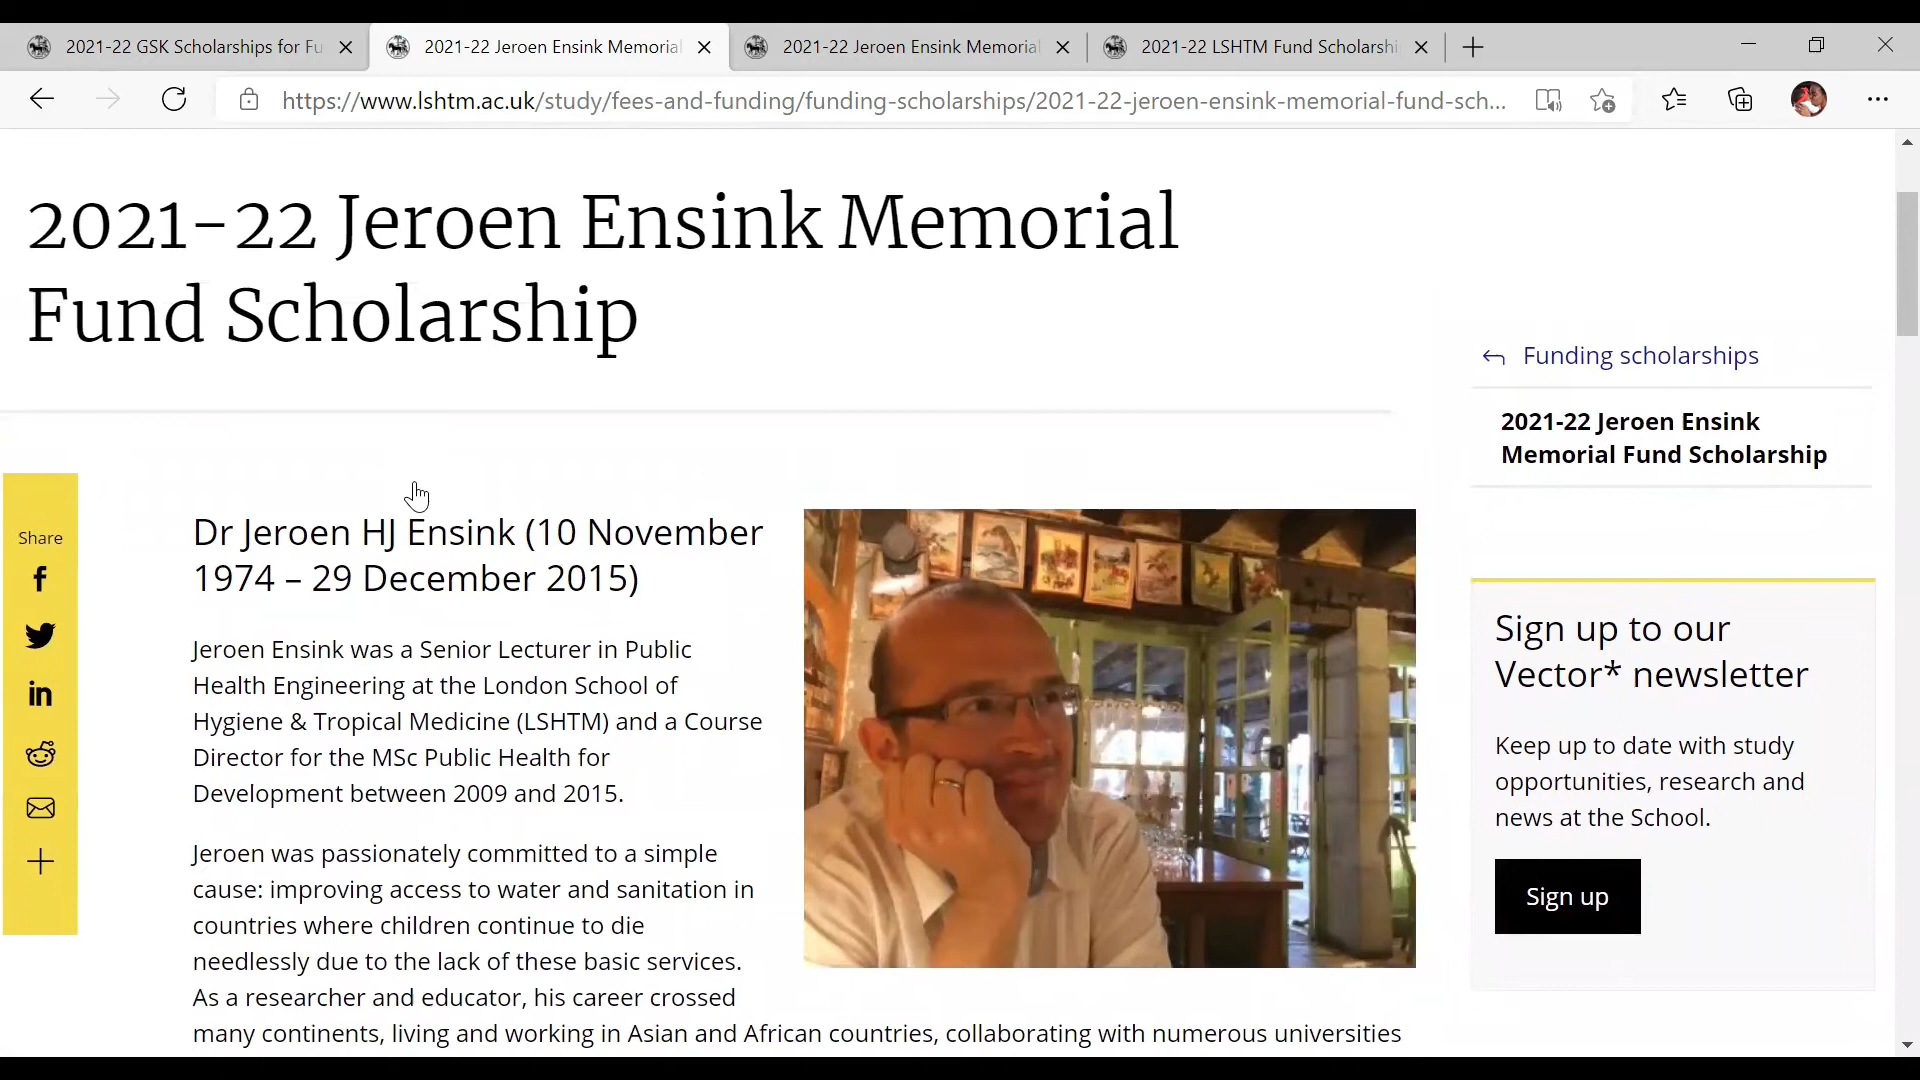 2021-22 GSK Scholarships for Fu
2021-22 Jeroen Ensink Memorial
2021-22 Jeroen Ensink Memorial
2021-22 LSHTM Fund Scholarshi
https://www.lshtm.ac.uk/study/fees-and-funding/funding-scholarships/2021-22-jeroen-ensink-memorial-fund-sch...
2021-22 Jeroen Ensink Memorial
Fund Scholarship
Share
Dr Jeroen HJ Ensink (10 November
1974 – 29 December 2015)
Jeroen Ensink was a Senior Lecturer in Public
Health Engineering at the London School of
Hygiene & Tropical Medicine (LSHTM) and a Course
Director for the MSc Public Health for
Development between 2009 and 2015.
Jeroen was passionately committed to a simple
cause: improving access to water and sanitation in
countries where children continue to die
needlessly due to the lack of these basic services.
As a researcher and educator, his career crossed
many continents, living and working in Asian and African countries, collaborating with numerous universities
Funding scholarships
2021-22 Jeroen Ensink
Memorial Fund Scholarship
Sign up to our
Vector* newsletter
Keep up to date with study
opportunities, research and
news at the School.
Sign up